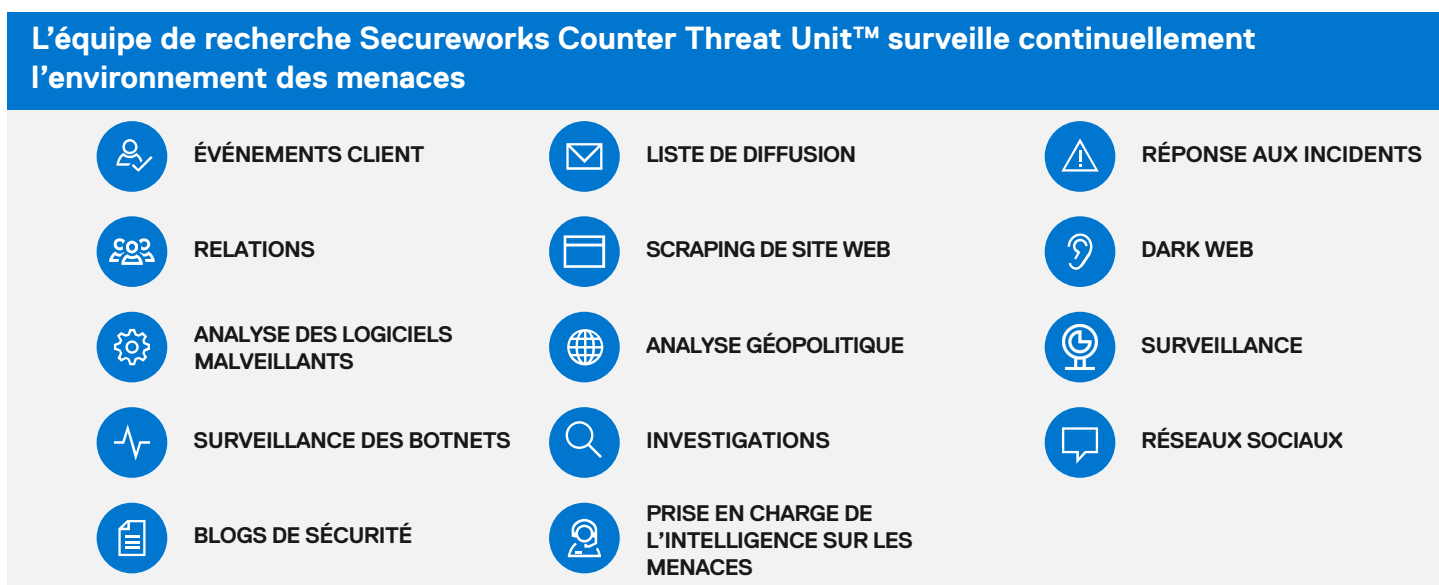 L’équipe de recherche Secureworks Counter Threat Unit™ surveille continuellement
l’environnement des menaces
ÉVÉNEMENTS CLIENT
LISTE DE DIFFUSION
RÉPONSE AUX INCIDENTS
RELATIONS
SCRAPING DE SITE WEB
DARK WEB
ANALYSE DES LOGICIELS
MALVEILLANTS
ANALYSE GÉOPOLITIQUE
SURVEILLANCE
SURVEILLANCE DES BOTNETS
INVESTIGATIONS
RÉSEAUX SOCIAUX
BLOGS DE SÉCURITÉ
PRISE EN CHARGE DE
L’INTELLIGENCE SUR LES
MENACES